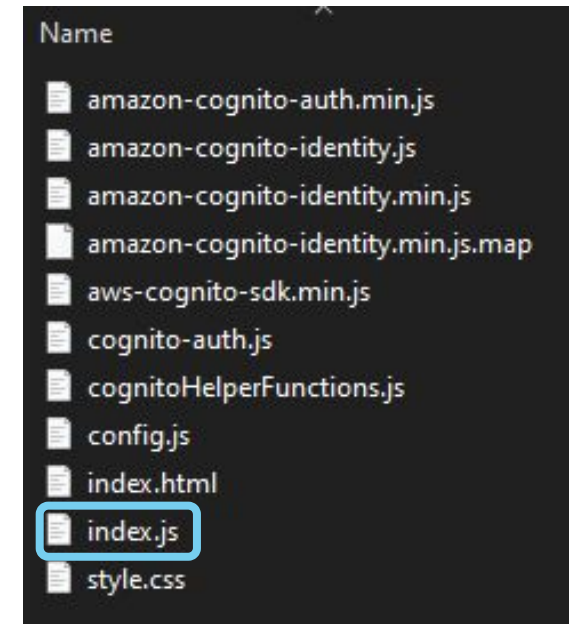 Name
amazon-cognito-auth.min.js
amazon-cognito-identity.js
amazon-cognito-identity.min.js
amazon-cognito-identity.min.js.map
aws-cognito-sdk.min.js
cognito-auth.js
cognitoHelperFunctions.js
config.js
index.html
index.js
style.css